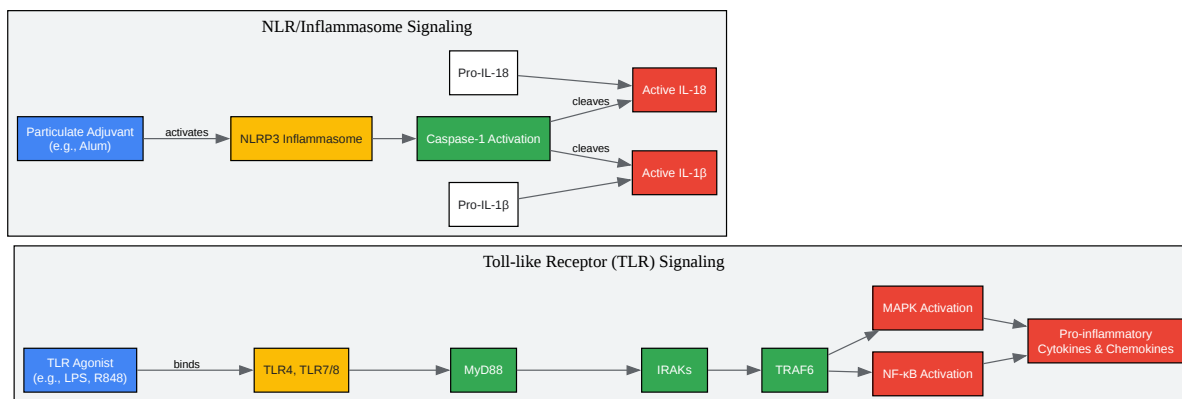 NLR/Inflammasome Signaling
Pro-IL-18
Active IL-18
cleaves
Particulate Adjuvant
(e.g., Alum)
activates
NLRP3 Inflammasome
Caspase-1 Activation
cleaves
Active IL-1β
Pro-IL-1β
Toll-like Receptor (TLR) Signaling
MAPK Activation
Pro-inflammatory
Cytokines & Chemokines
TLR Agonist
(e.g., LPS, R848)
binds
TLR4, TLR7/8
MyD88
IRAKs
TRAF6
NF-κB Activation